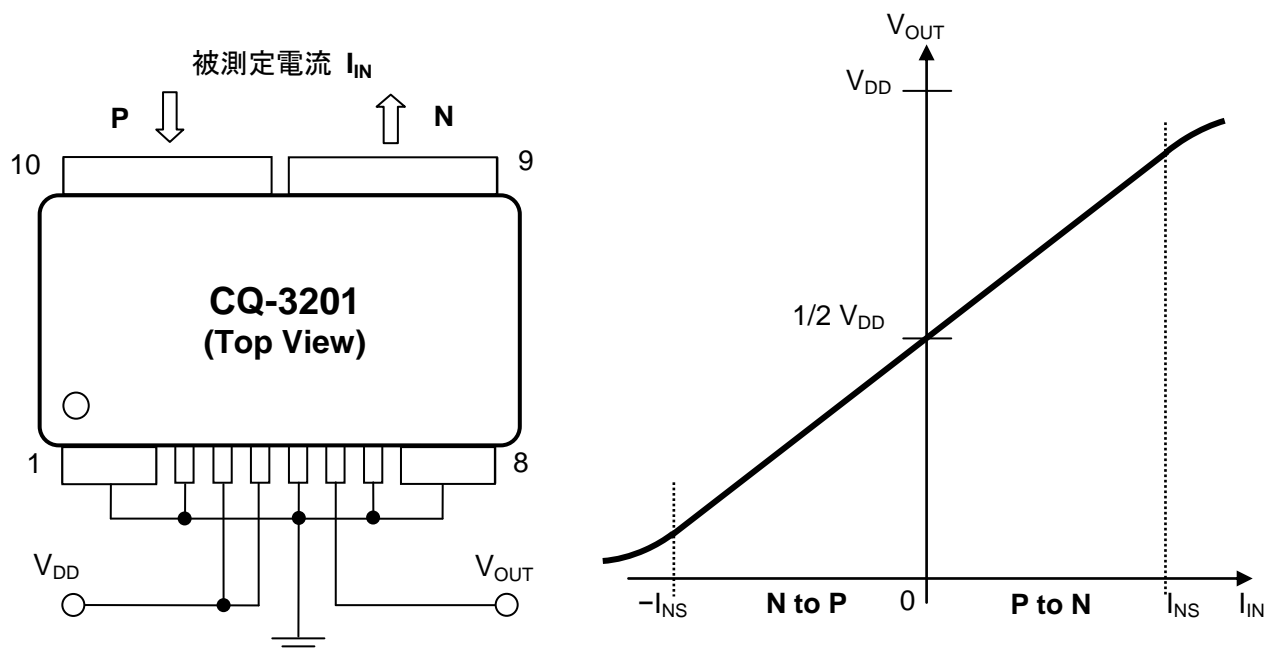 被測定電流 I_IN
P
N
10
9
CQ-3201
(Top View)
1
8
V_DD
V_OUT
V_OUT
V_DD
1/2 V_DD
−I_NS
N to P
0
P to N
I_NS
I_IN